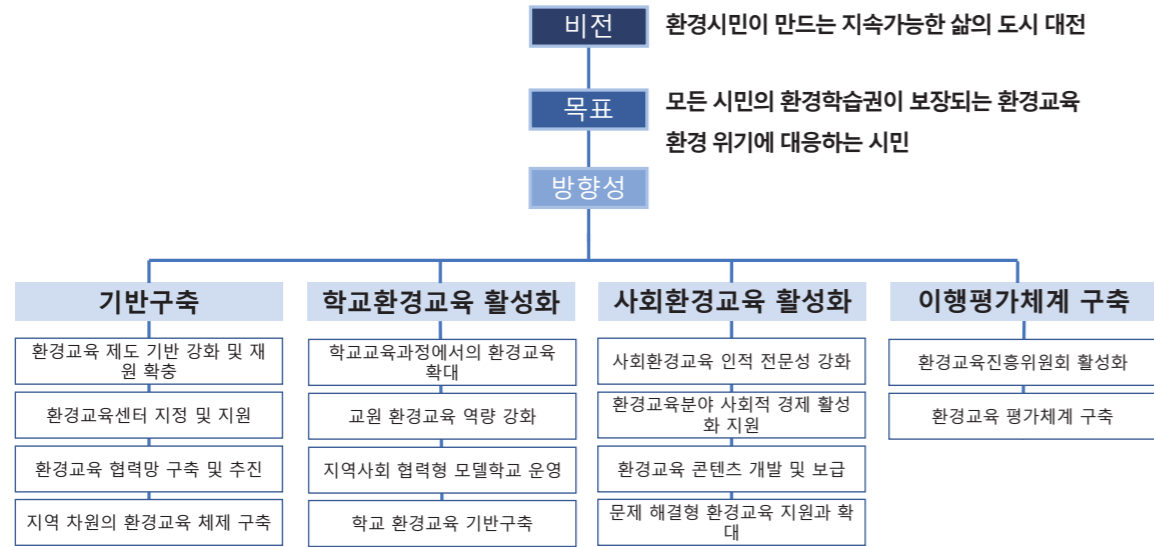 비전
환경시민이 만드는 지속가능한 삶의 도시 대전
목표
모든 시민의 환경학습권이 보장되는 환경교육
환경 위기에 대응하는 시민
방향성
기반구축
환경교육 제도 기반 강화 및 재
원 확충
환경교육센터 지정 및 지원
환경교육 협력망 구축 및 추진
지역 차원의 환경교육 체제 구축
학교환경교육 활성화
학교교육과정에서의 환경교육
확대
교원 환경교육 역량 강화
지역사회 협력형 모델학교 운영
학교 환경교육 기반구축
사회환경교육 활성화
사회환경교육 인적 전문성 강화
환경교육분야 사회적 경제 활성
화 지원
환경교육 콘텐츠 개발 및 보급
문제 해결형 환경교육 지원과 확
대
이행평가체계 구축
환경교육진흥위원회 활성화
환경교육 평가체계 구축